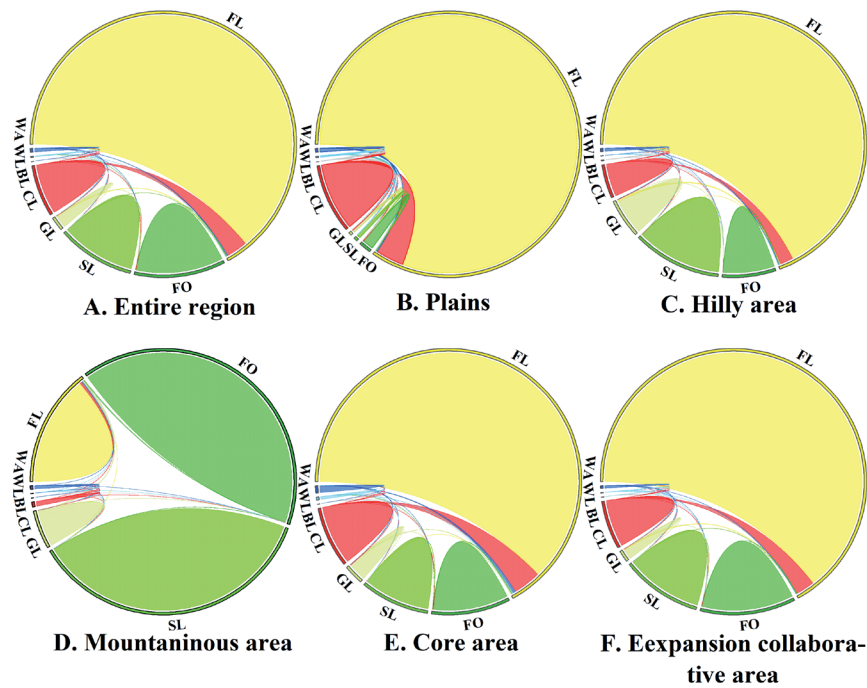 FL
WA
WL
BL
CL
GL
SL
FO
A. Entire region
FL
WA
WL
BL
CL
GL
SL
FO
B. Plains
FL
WA
WL
BL
CL
GL
SL
FO
C. Hilly area
FO
FL
WA
WL
BL
CL
GL
SL
D. Mountaninous area
FL
WA
WL
BL
CL
GL
SL
FO
E. Core area
FL
WA
WL
BL
CL
GL
SL
FO
F. Eexpansion collabora-
tive area